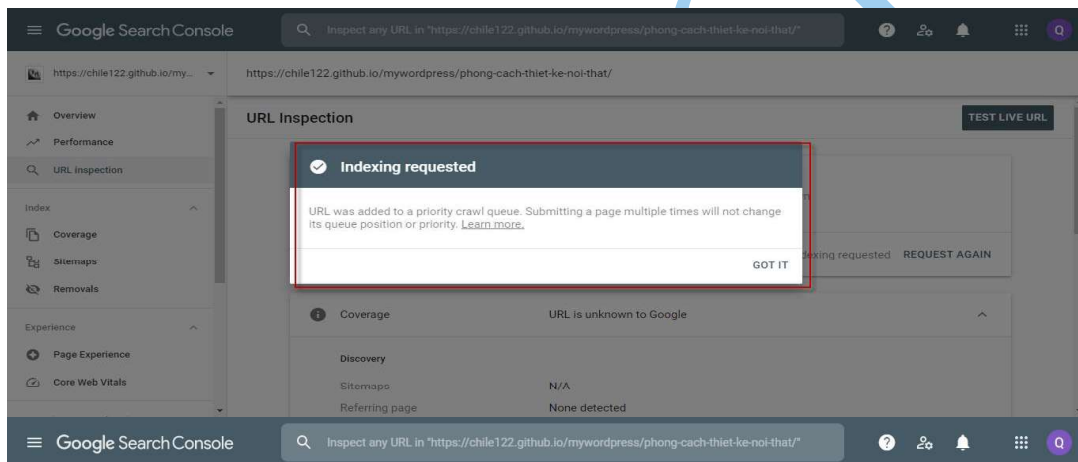 Google Search Console
Inspect any URL in "https://chile122.github.io/mywordpress/phong-cach-thiet-ke-noi-that/"
Q
https://chile122.github.io/my...
https://chile122.github.io/mywordpress/phong-cach-thiet-ke-noi-that/
Overview
Performance
URL Inspection
Index
Coverage
Sitemaps
Removals
Experience
Page Experience
Core Web Vitals
URL Inspection
TEST LIVE URL
Indexing requested
URL was added to a priority crawl queue. Submitting a page multiple times will not change
its queue position or priority. Learn more.
GOT IT
requested REQUEST AGAIN
Coverage URL is unknown to Google
Discovery
Sitemaps N/A
Referring page None detected
Google Search Console
Inspect any URL in "https://chile122.github.io/mywordpress/phong-cach-thiet-ke-noi-that/"
Q